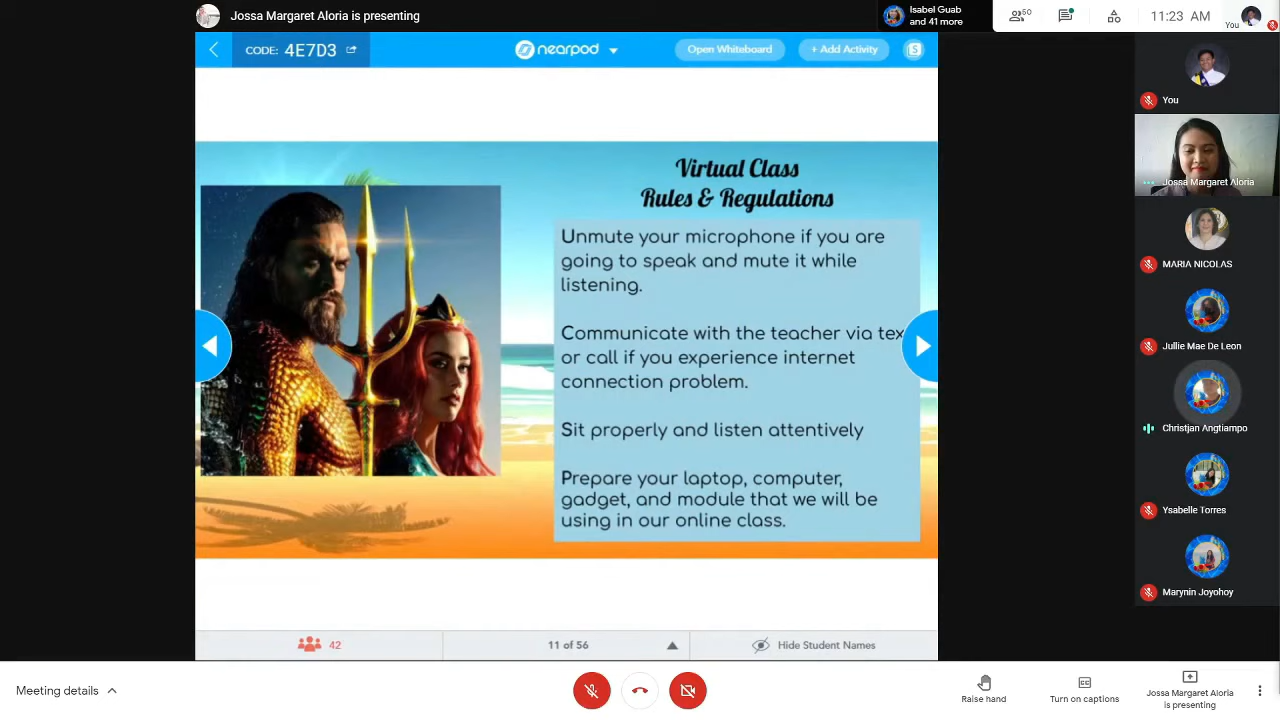 Jossa Margaret Aloria is presenting
Isabel Guab
and 41 more
50
11:23 AM
You
CODE: 4E7D3
nearpod
Open Whiteboard
+ Add Activity
S
You
Jossa Margaret Aloria
MARIA NICOLAS
Jullie Mae De Leon
Christjan Angtiampo
Ysabelle Torres
Marynin Joyohoy
Virtual Class
Rules & Regulations
Unmute your microphone if you are
going to speak and mute it while
listening.
Communicate with the teacher via tex
or call if you experience internet
connection problem.
Sit properly and listen attentively
Prepare your laptop, computer,
gadget, and module that we will be
using in our online class.
42
11 of 56
Hide Student Names
Meeting details
Raise hand
Turn on captions
Jossa Margaret Aloria
is presenting